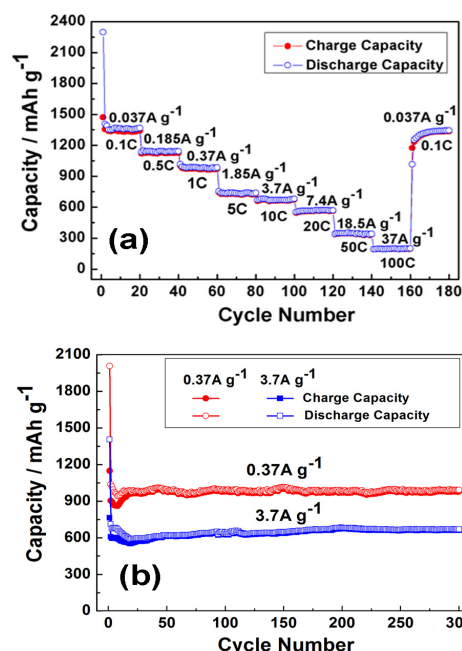 2400
2100
1800
1500
1200
900
600
300
0
Capacity / mAh g-1
Charge Capacity
Discharge Capacity
0.037A g-1
0.1C
0.185A g-1
0.5C
0.37A g-1
1C
1.85A g-1
5C
3.7A g-1
10C
7.4A g-1
20C
18.5A g-1
50C
37A g-1
100C
0.037A g-1
0.1C
(a)
0 20 40 60 80 100 120 140 160 180
Cycle Number
2100
1800
1500
1200
900
600
300
0
Capacity / mAh g-1
0.37A g-1 3.7A g-1
Charge Capacity
Discharge Capacity
0.37A g-1
3.7A g-1
(b)
0 50 100 150 200 250 30
Cycle Number